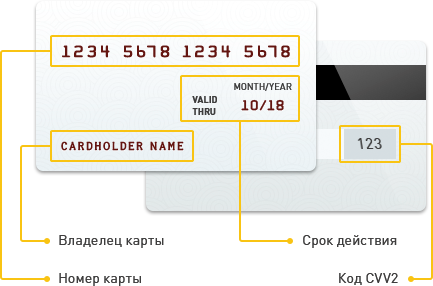 1234 5678 1234 5678
MONTH/YEAR
VALID
THRU 10/18
CARDHOLDER NAME
123
Владелец карты
Срок действия
Номер карты
Код CVV2